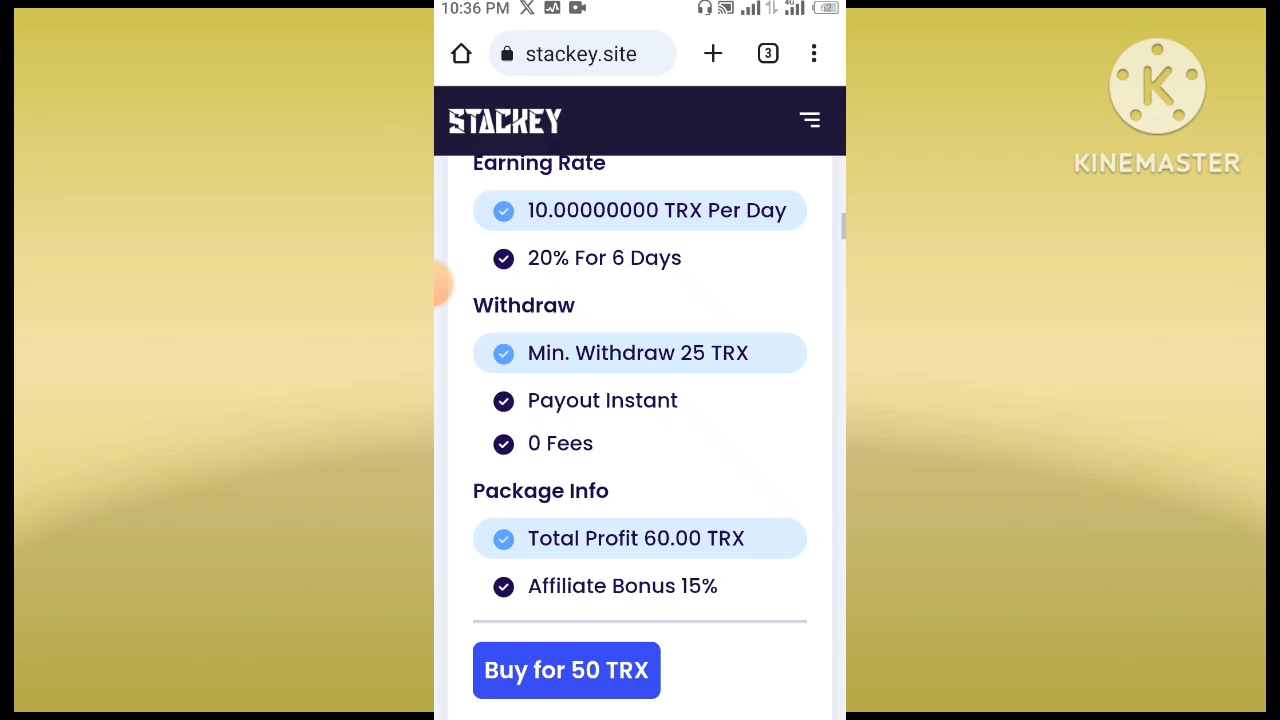 10:36 PM
4G
62
stackey.site
3
STACKEY
K
KINEMASTER
Earning Rate
10.00000000 TRX Per Day
20% For 6 Days
Withdraw
Min. Withdraw 25 TRX
Payout Instant
0 Fees
Package Info
Total Profit 60.00 TRX
Affiliate Bonus 15%
Buy for 50 TRX